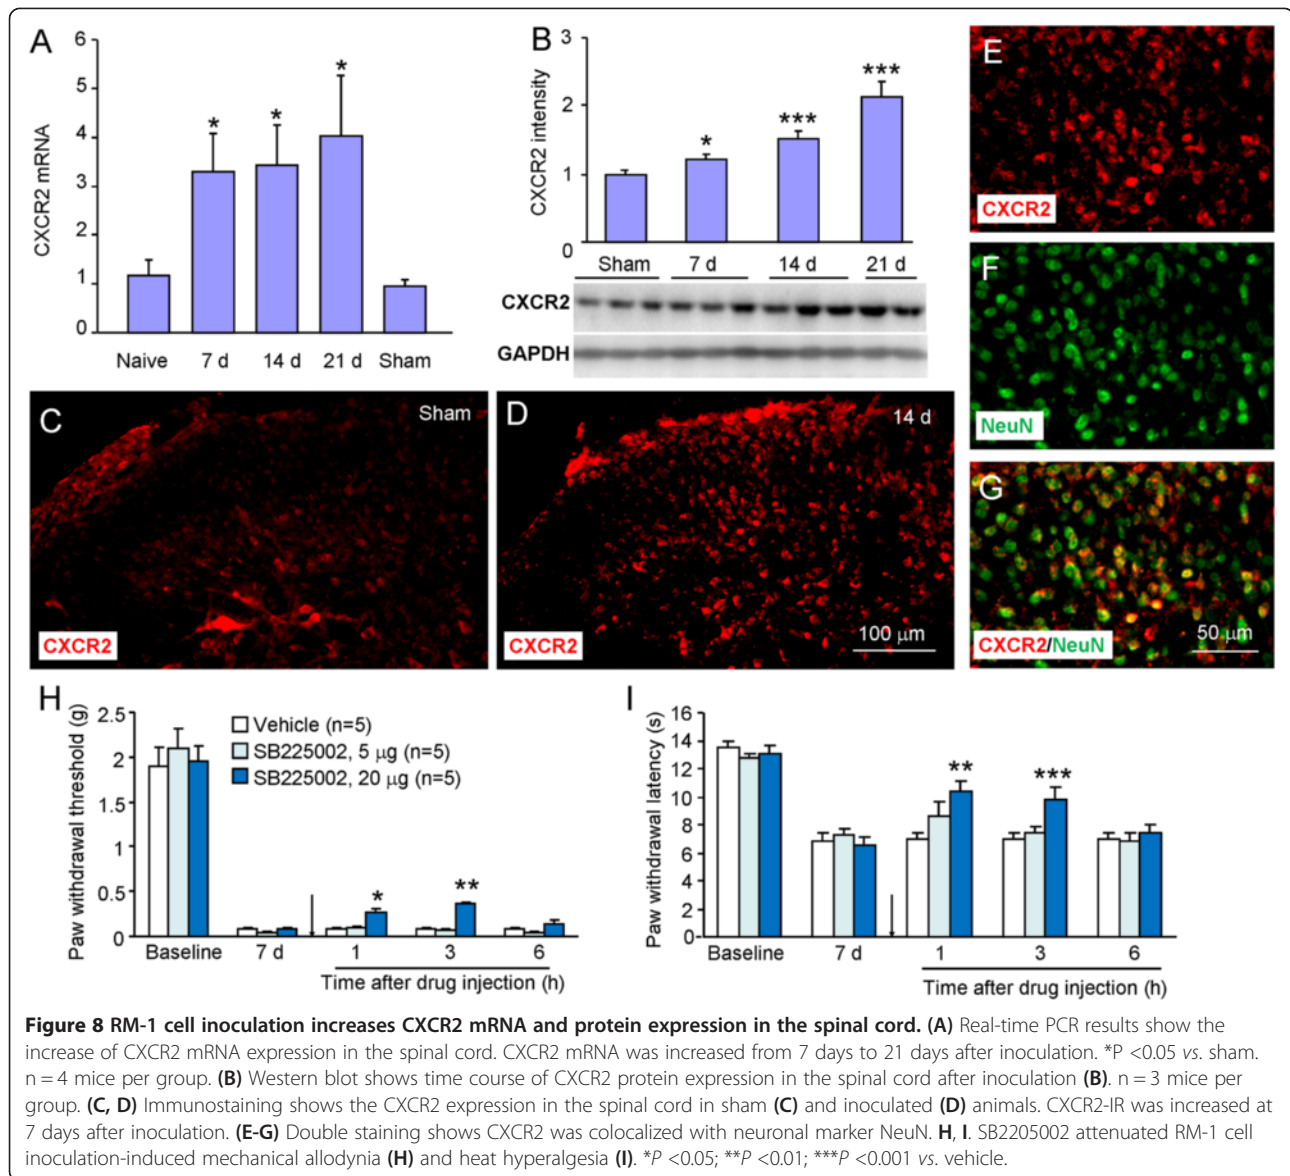 A
CXCR2 mRNA
6
5
4
3
2
1
0
*
*
*
Naive 7 d 14 d 21 d Sham
B
CXCR2 intensity
3
2
1
0
*
***
***
Sham 7 d 14 d 21 d
CXCR2
GAPDH
C
Sham
CXCR2
D
14 d
CXCR2
100 μm
E
CXCR2
F
NeuN
G
CXCR2/NeuN
50 μm
H
Paw withdrawal threshold (g)
2.5
2
1.5
1
0.5
0
Vehicle (n=5)
SB225002, 5 μg (n=5)
SB225002, 20 μg (n=5)
*
**
Baseline 7 d 1 3 6
Time after drug injection (h)
I
Paw withdrawal latency (s)
16
14
12
10
8
6
4
2
0
**
***
Baseline 7 d 1 3 6
Time after drug injection (h)
Figure 8 RM-1 cell inoculation increases CXCR2 mRNA and protein expression in the spinal cord. (A) Real-time PCR results show the
increase of CXCR2 mRNA expression in the spinal cord. CXCR2 mRNA was increased from 7 days to 21 days after inoculation. *P <0.05 vs. sham.
n = 4 mice per group. (B) Western blot shows time course of CXCR2 protein expression in the spinal cord after inoculation (B). n = 3 mice per
group. (C, D) Immunostaining shows the CXCR2 expression in the spinal cord in sham (C) and inoculated (D) animals. CXCR2-IR was increased at
7 days after inoculation. (E-G) Double staining shows CXCR2 was colocalized with neuronal marker NeuN. H, I. SB2205002 attenuated RM-1 cell
inoculation-induced mechanical allodynia (H) and heat hyperalgesia (I). *P <0.05; **P <0.01; ***P <0.001 vs. vehicle.